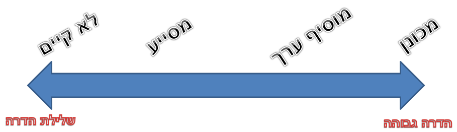 מכונן
מוסיף ערך
מסייע
לא קיים
הדרה גבוהה
שלילת הדרה